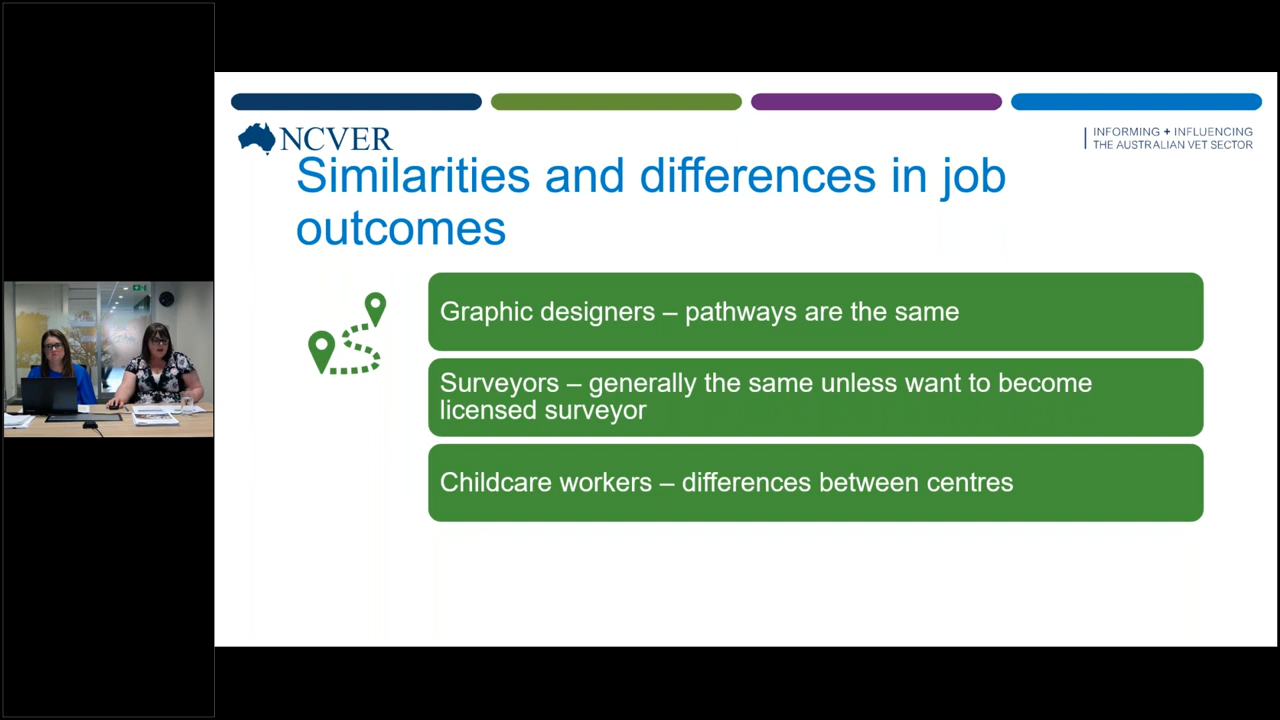 NCVER
INFORMING + INFLUENCING
THE AUSTRALIAN VET SECTOR
Similarities and differences in job
outcomes
Graphic designers – pathways are the same
Surveyors – generally the same unless want to become
licensed surveyor
Childcare workers – differences between centres